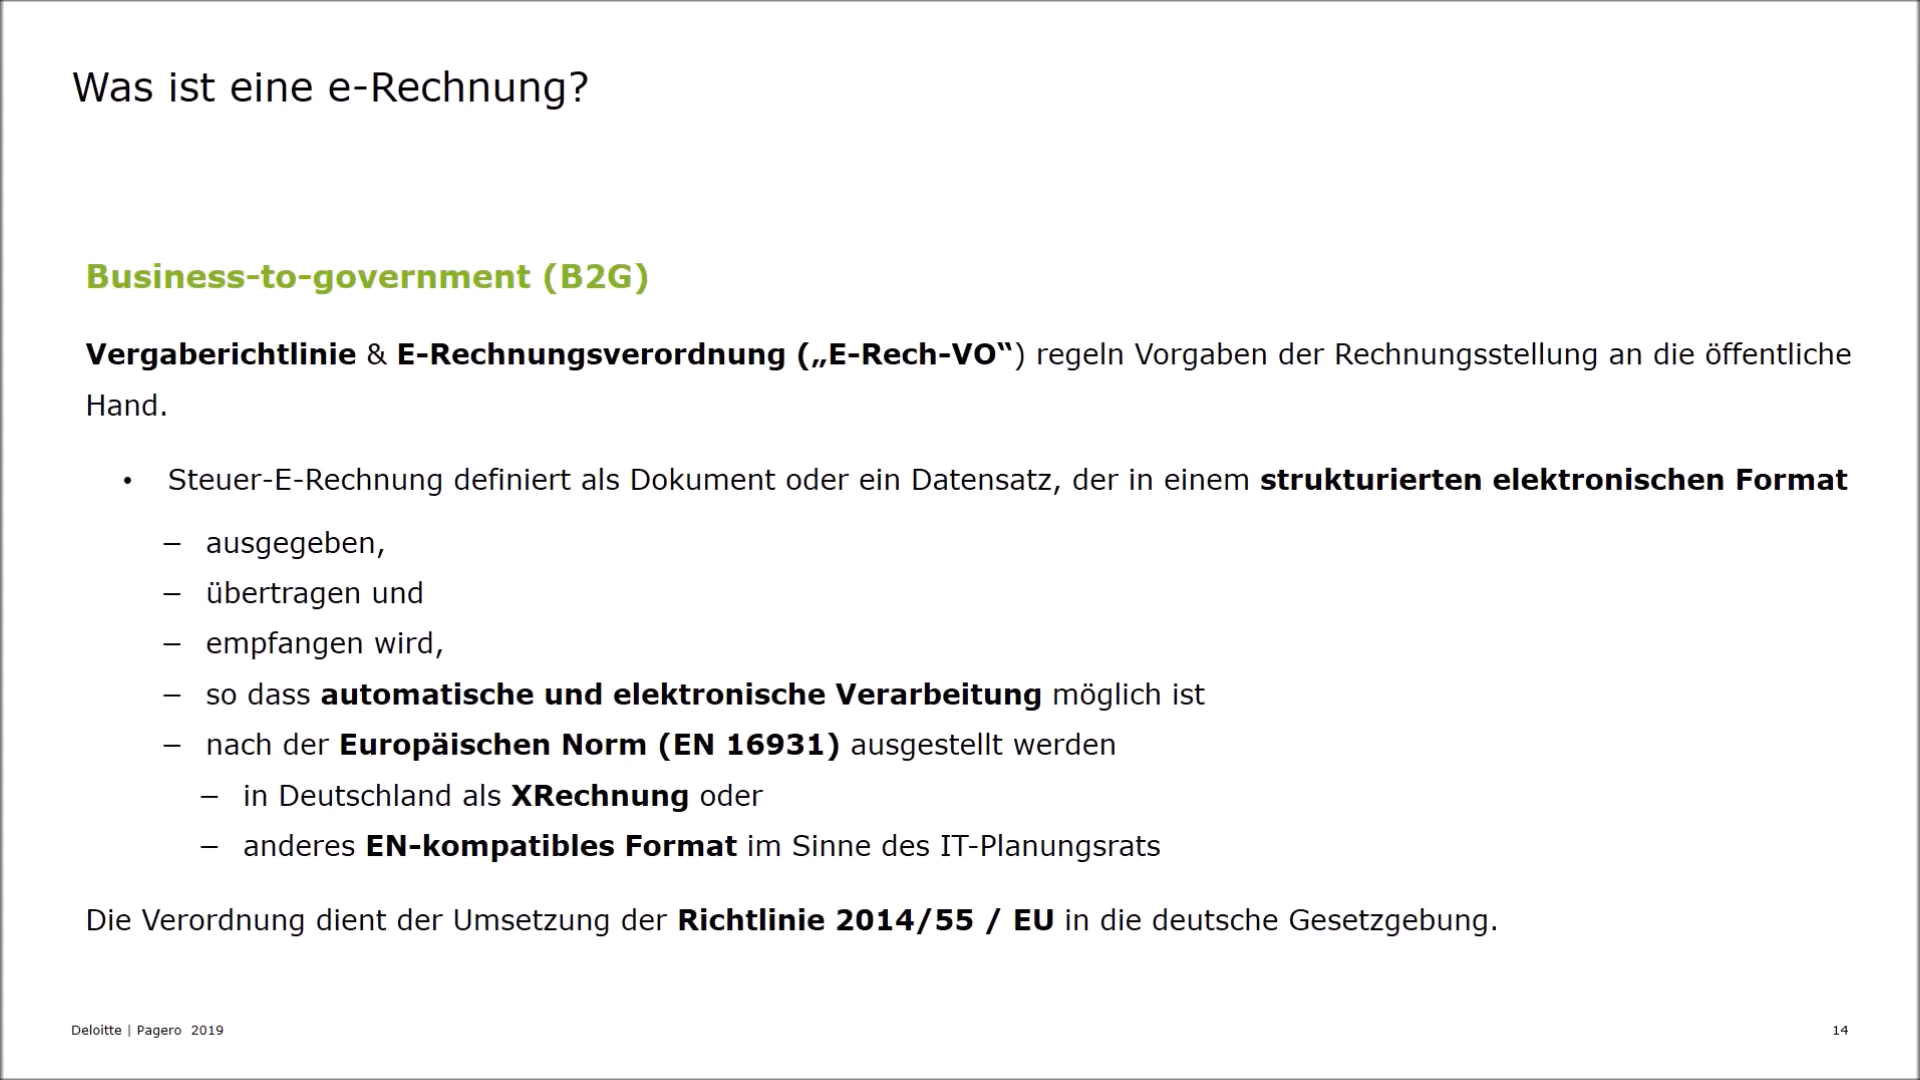 Was ist eine e-Rechnung?
Business-to-government (B2G)
Vergaberichtlinie & E-Rechnungsverordnung („E-Rech-VO“) regeln Vorgaben der Rechnungsstellung an die öffentliche
Hand.
• Steuer-E-Rechnung definiert als Dokument oder ein Datensatz, der in einem strukturierten elektronischen Format
– ausgegeben,
– übertragen und
– empfangen wird,
– so dass automatische und elektronische Verarbeitung möglich ist
– nach der Europäischen Norm (EN 16931) ausgestellt werden
– in Deutschland als XRechnung oder
– anderes EN-kompatibles Format im Sinne des IT-Planungsrats
Die Verordnung dient der Umsetzung der Richtlinie 2014/55 / EU in die deutsche Gesetzgebung.
Deloitte | Pagero 2019
14